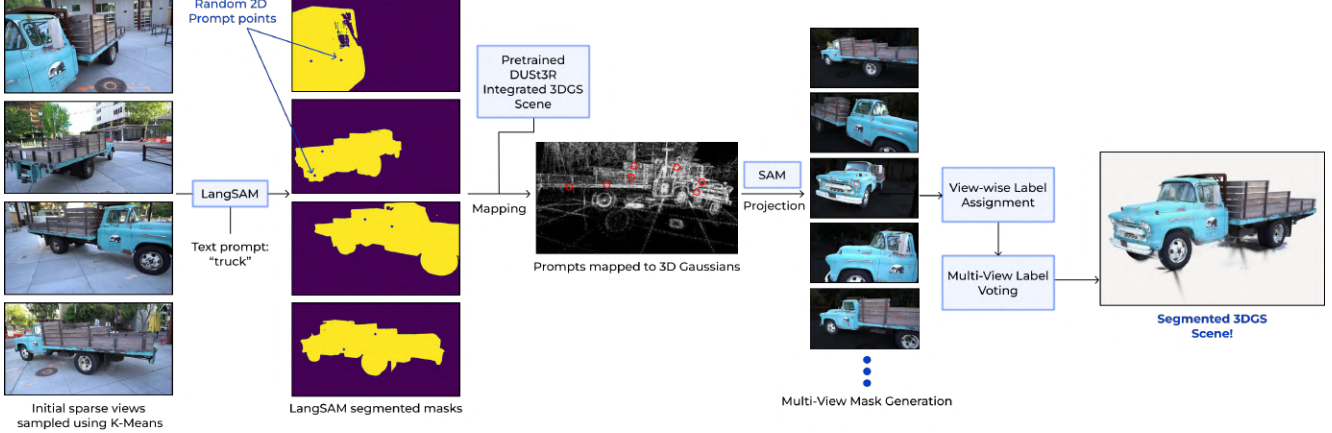 Random 2D
Prompt points
Pretrained
DUSt3R
Integrated 3DGS
Scene
LangSAM
Text prompt:
“truck”
Mapping
SAM
Projection
View-wise Label
Assignment
Multi-View Label
Voting
Prompts mapped to 3D Gaussians
Segmented 3DGS
Scene!
Multi-View Mask Generation
Initial sparse views
sampled using K-Means
LangSAM segmented masks